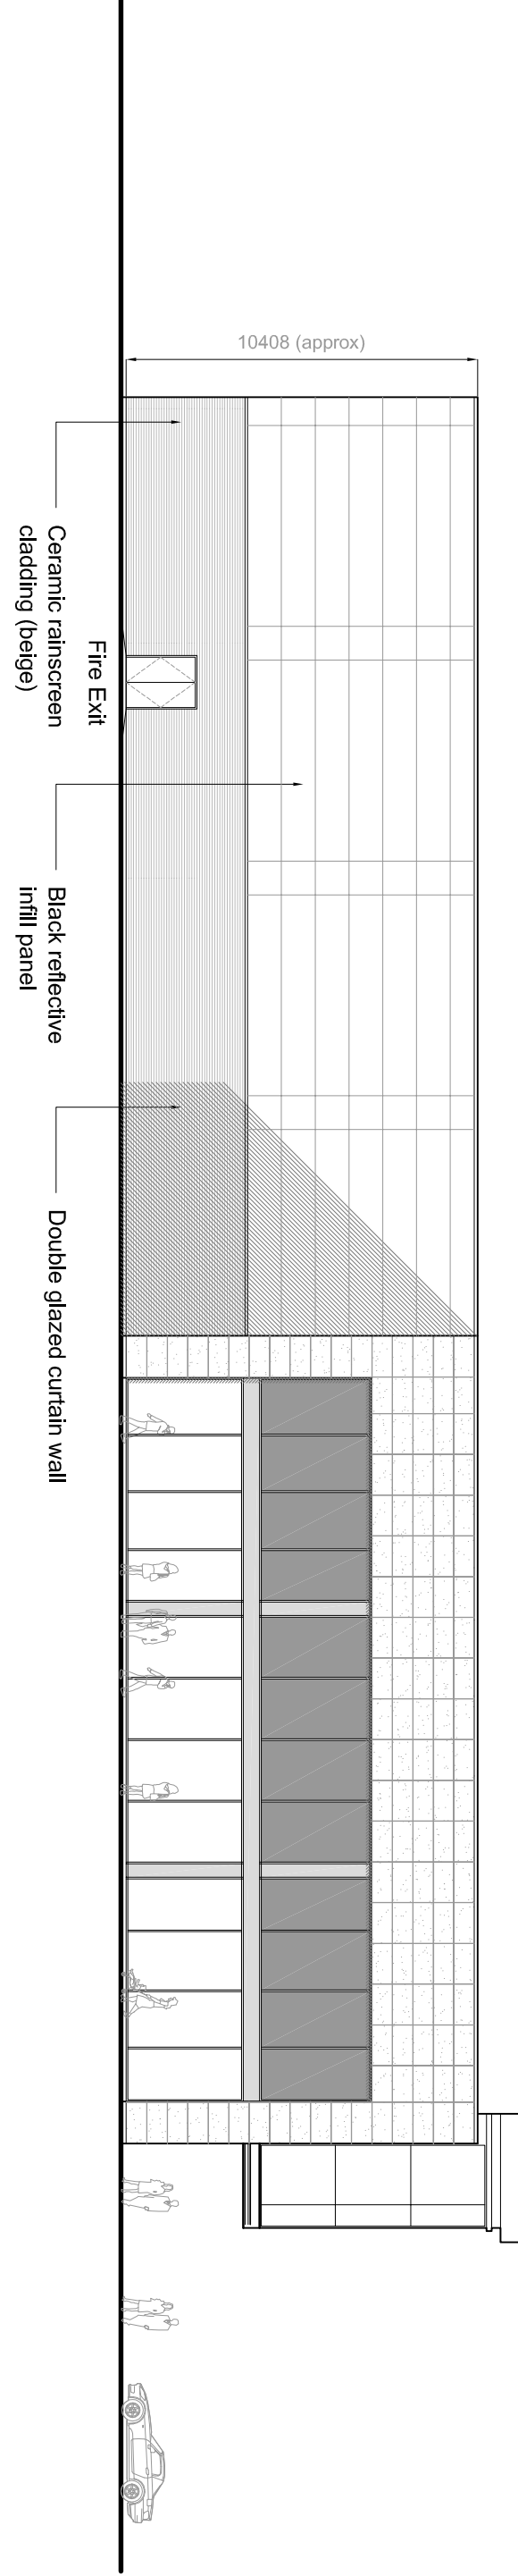 10408 (approx)
Fire Exit
Ceramic rainscreen
cladding (beige)
Black reflective
infill panel
Double glazed curtain wall